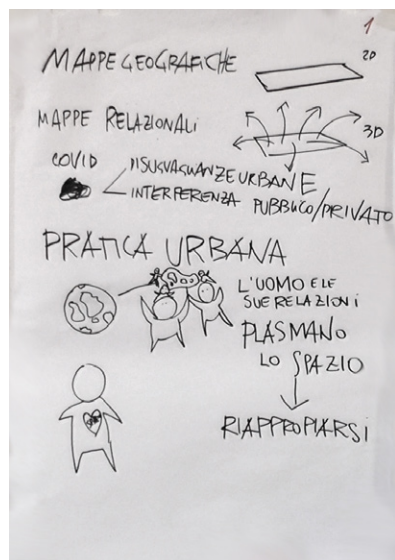 1
MAPPE GEOGRAFICHE
2D
MAPPE RELAZIONALI
3D
COVID
DISUGUAGLIANZE URBANE
INTERFERENZA PUBBLICO/PRIVATO
PRATICA URBANA
L'UOMO E LE
SUE RELAZIONI
PLASMANO
LO SPAZIO
RIAPPROPIARSI